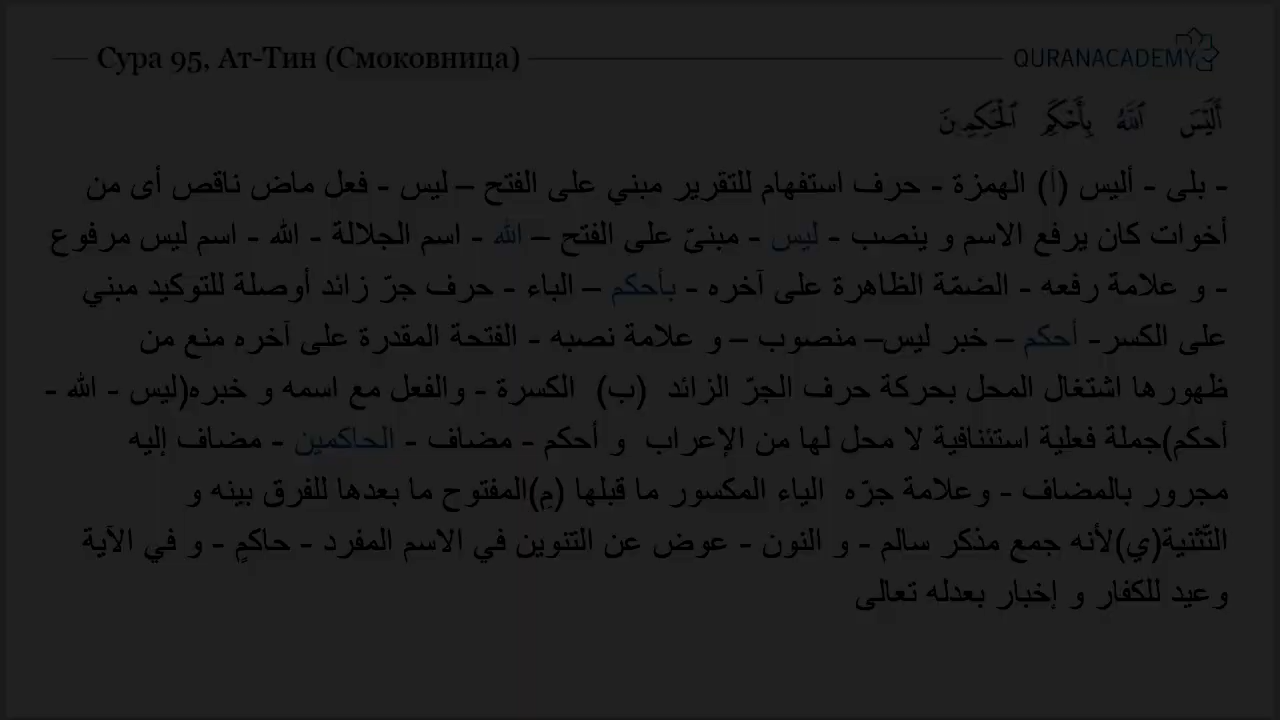 Сура 95, Ат-Тин (Смоковница)
QURANACADEMY
أَلَيْسَ ٱللَّهُ بِأَحْكَمِ ٱلْحَٰكِمِينَ
- بلى - أليس (أ) الهمزة - حرف استفهام للتقرير مبني على الفتح – ليس - فعل ماض ناقص أى من
أخوات كان يرفع الاسم و ينصب - ليس - مبنىّ على الفتح – الله - اسم الجلالة - الله - اسم ليس مرفوع
- و علامة رفعه - الضمّة الظاهرة على آخره - بأحكم – الباء - حرف جرّ زائد أوصلة للتوكيد مبني
على الكسر- أحكم – خبر ليس– منصوب – و علامة نصبه - الفتحة المقدرة على آخره منع من
ظهورها اشتغال المحل بحركة حرف الجرّ الزائد (ب) الكسرة - والفعل مع اسمه و خبره(ليس - الله -
أحكم)جملة فعلية استئنافية لا محل لها من الإعراب و أحكم - مضاف - الحاكمين - مضاف إليه
مجرور بالمضاف - وعلامة جرّه الياء المكسور ما قبلها (مِ)المفتوح ما بعدها للفرق بينه و
التّثنية(ي)لأنه جمع مذكر سالم - و النون - عوض عن التنوين في الاسم المفرد - حاكمٍ - و في الآية
وعيد للكفار و إخبار بعدله تعالى